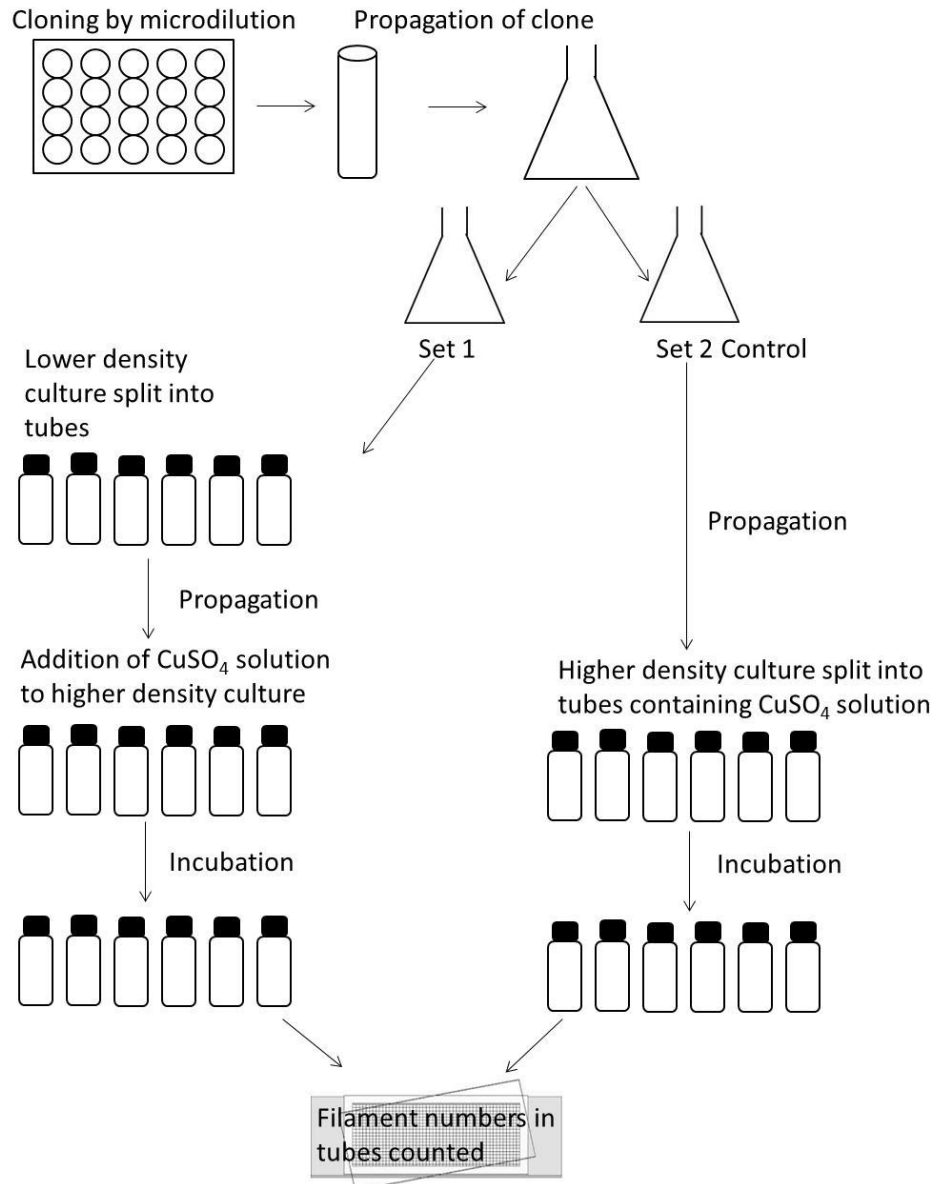 Cloning by microdilution
Propagation of clone
Set 1
Set 2 Control
Lower density
culture split into
tubes
Propagation
Propagation
Addition of CuSO₄ solution
to higher density culture
Higher density culture split into
tubes containing CuSO₄ solution
Incubation
Incubation
Filament numbers in
tubes counted